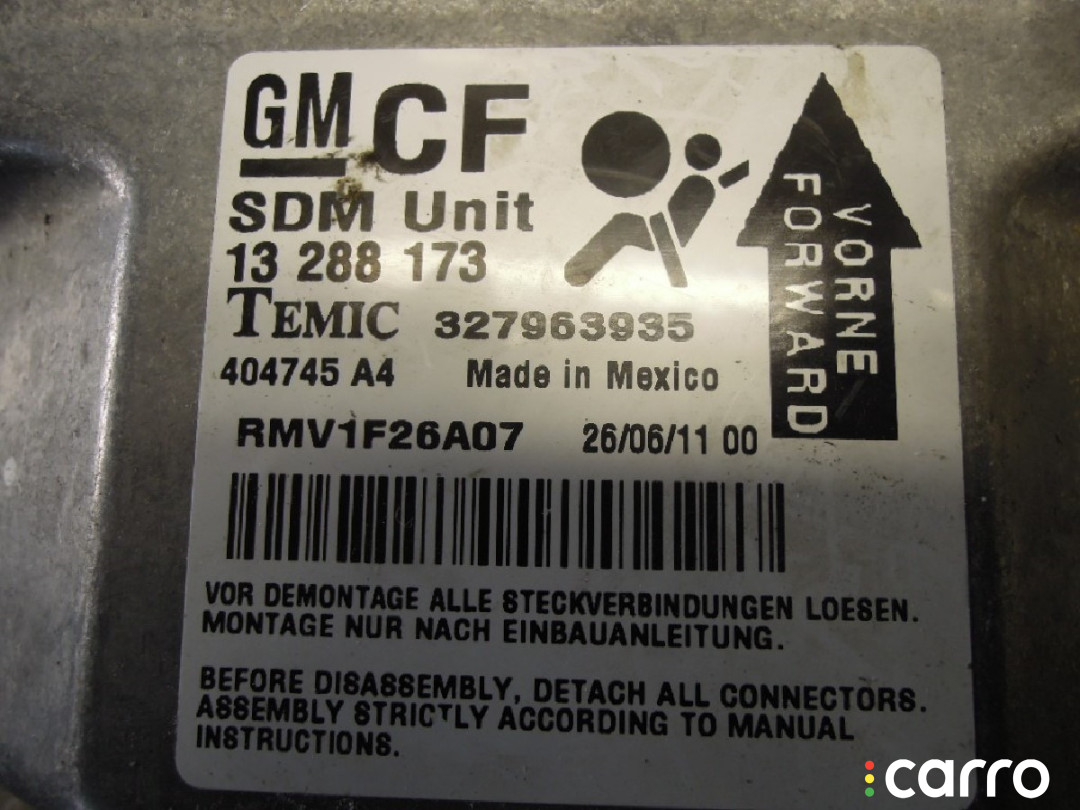 GM CF
SDM Unit
13 288 173
TEMIC 327963935
404745 A4 Made in Mexico
RMV1F26A07 26/06/11 00
VORNE
FORWARD
VOR DEMONTAGE ALLE STECKVERBINDUNGEN LOESEN.
MONTAGE NUR NACH EINBAUANLEITUNG.
BEFORE DISASSEMBLY, DETACH ALL CONNECTORS.
ASSEMBLY STRICTLY ACCORDING TO MANUAL
INSTRUCTIONS.
carro